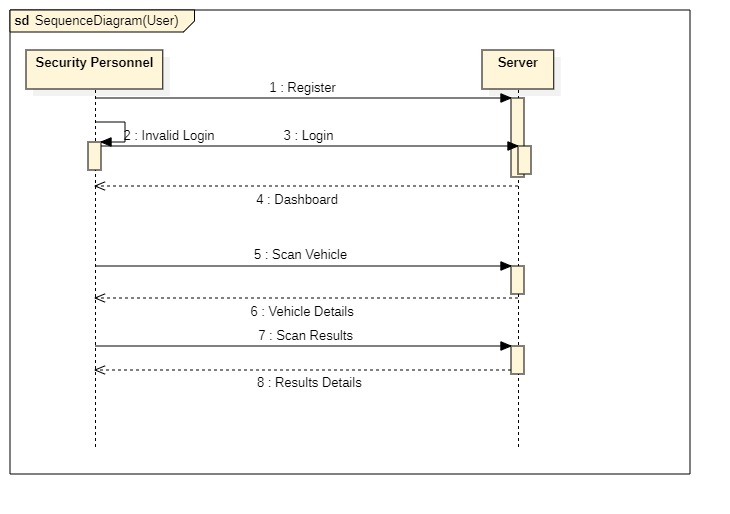 sd SequenceDiagram(User)
Security Personnel
Server
1 : Register
2 : Invalid Login
3 : Login
4 : Dashboard
5 : Scan Vehicle
6 : Vehicle Details
7 : Scan Results
8 : Results Details